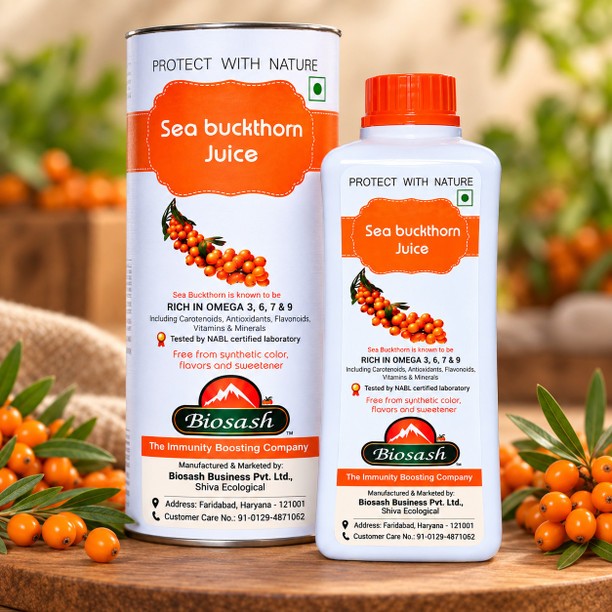 PROTECT WITH NATURE
Sea buckthorn
Juice
Sea Buckthorn is known to be
RICH IN OMEGA 3, 6, 7 & 9
Including Carotenoids, Antioxidants, Flavonoids,
Vitamins & Minerals
Tested by NABL certified laboratory
Free from synthetic color,
flavors and sweetener
Biosash
TM
The Immunity Boosting Company
Manufactured & Marketed by:
Biosash Business Pvt. Ltd.,
Shiva Ecological
Address: Faridabad, Haryana - 121001
Customer Care No.: 91-0129-4871062
PROTECT WITH NATURE
Sea buckthorn
Juice
Sea Buckthorn is known to be
RICH IN OMEGA 3, 6, 7 & 9
Including Carotenoids, Antioxidants, Flavonoids,
Vitamins & Minerals
Tested by NABL certified laboratory
Free from synthetic color,
flavors and sweetener
Biosash
TM
The Immunity Boosting Company
Manufactured & Marketed by:
Biosash Business Pvt. Ltd.,
Shiva Ecological
Address: Faridabad, Haryana - 121001
Customer Care No.: 91-0129-4871062